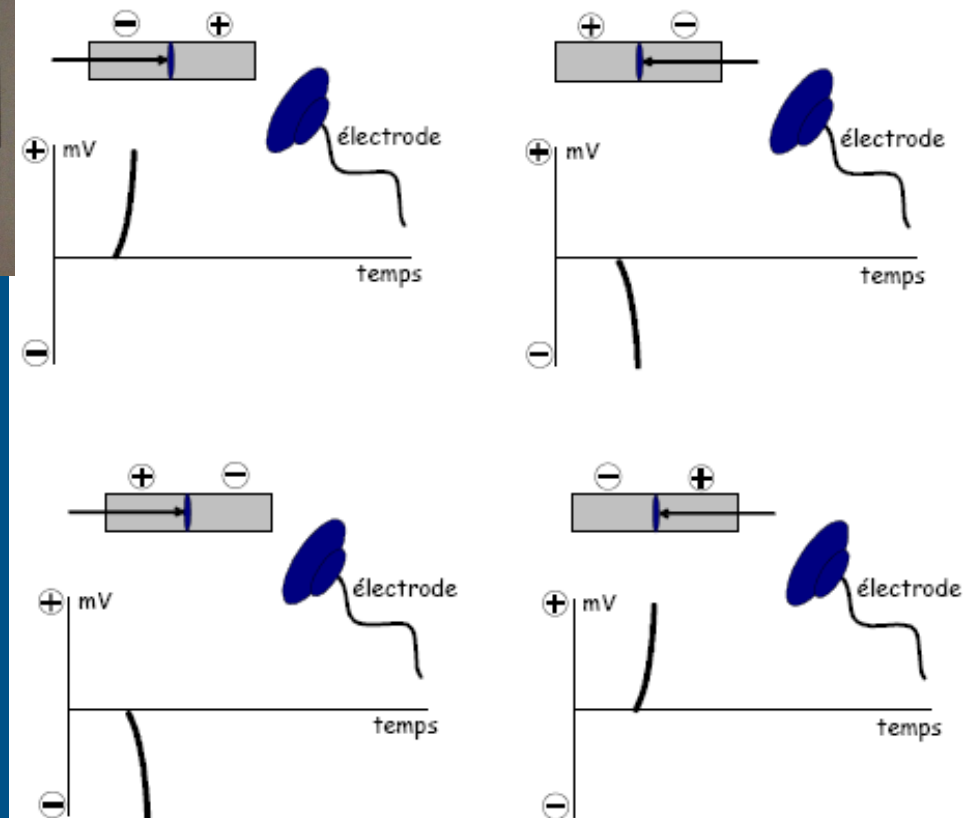 − +
+ −
électrode
électrode
+ mV
+ mV
temps
temps
−
−
+ −
− +
électrode
électrode
+ mV
+ mV
temps
temps
−
−